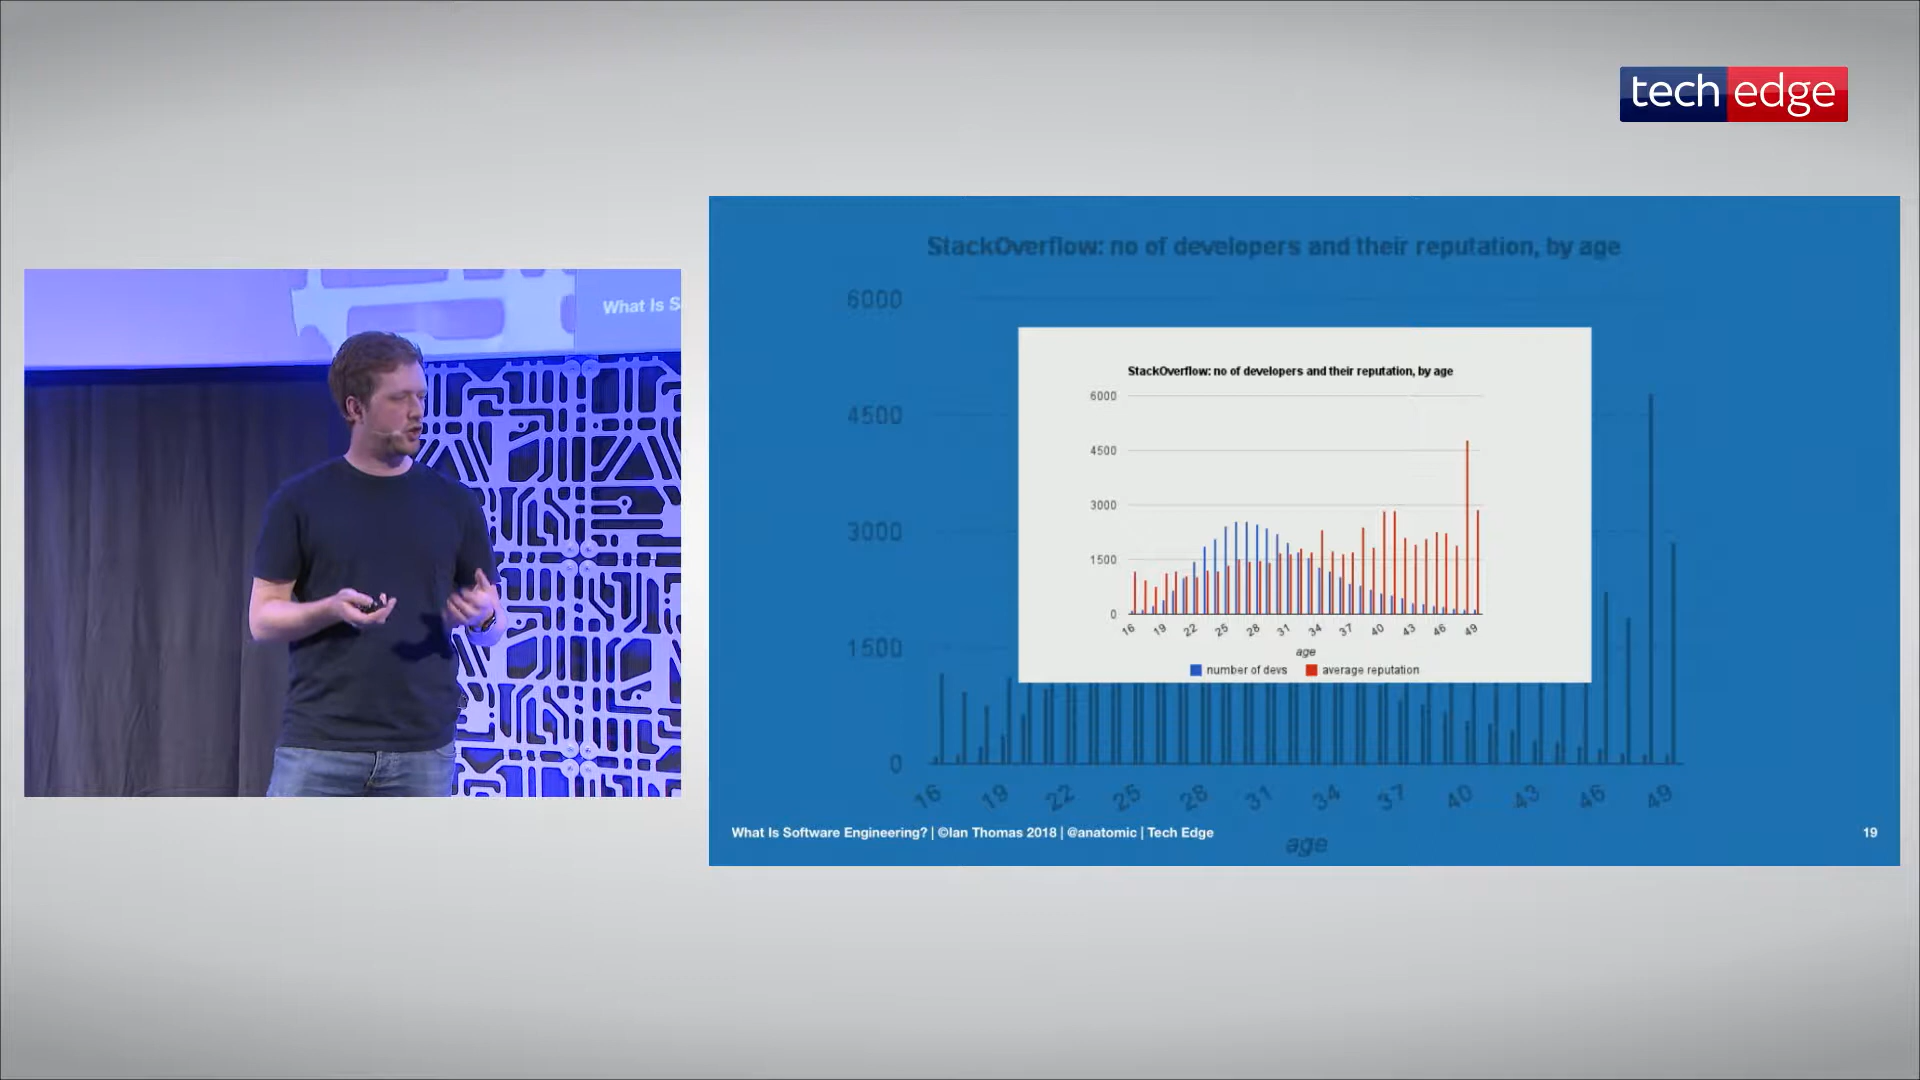 tech edge
What Is S
StackOverflow: no of developers and their reputation, by age
6000
4500
3000
1500
0
16 19 22 25 28 31 34 37 40 43 46 49
age
StackOverflow: no of developers and their reputation, by age
6000
4500
3000
1500
0
16 19 22 25 28 31 34 37 40 43 46 49
age
number of devs average reputation
What Is Software Engineering? | ©Ian Thomas 2018 | @anatomic | Tech Edge
19